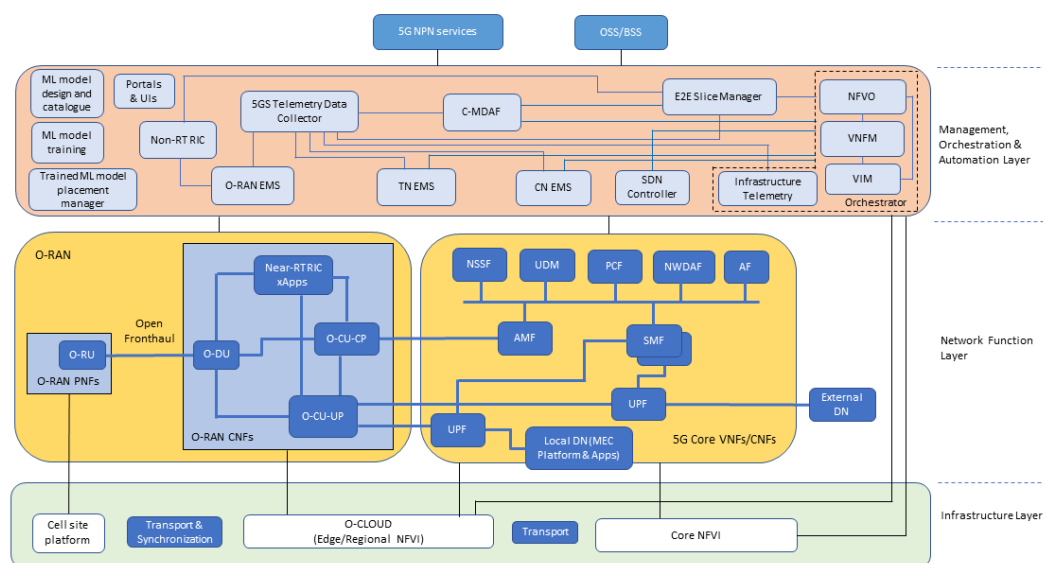 5G NPN services
OSS/BSS
ML model
design and
catalogue
Portals
& UIs
ML model
training
Non-RT RIC
5GS Telemetry Data
Collector
C-MDAF
E2E Slice Manager
NFVO
VNFM
VIM
Trained ML model
placement
manager
O-RAN EMS
TN EMS
CN EMS
SDN
Controller
Infrastructure
Telemetry
Orchestrator
Management,
Orchestration &
Automation Layer
O-RAN
Near-RT RIC
xApps
Open
Fronthaul
O-RU
O-RAN PNFs
O-DU
O-CU-CP
O-CU-UP
O-RAN CNFs
NSSF
UDM
PCF
NWDAF
AF
AMF
SMF
UPF
UPF
Local DN (MEC
Platform & Apps)
5G Core VNFs/CNFs
External
DN
Network Function
Layer
Cell site
platform
Transport &
Synchronization
O-CLOUD
(Edge/Regional NFVI)
Transport
Core NFVI
Infrastructure Layer